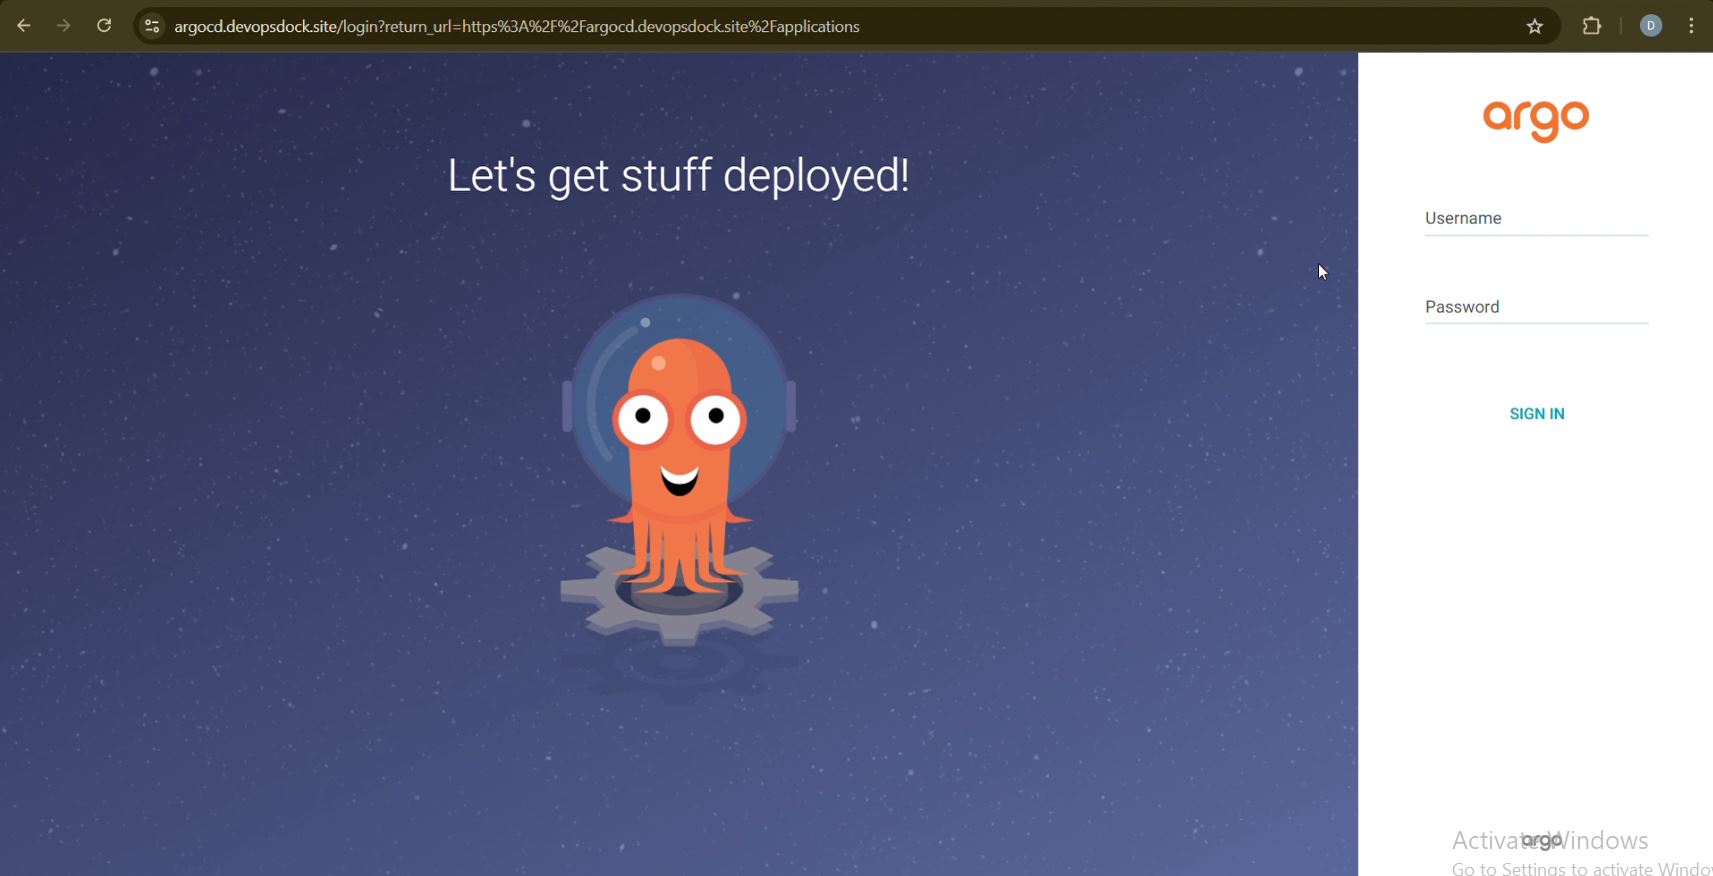 argocd.devopsdock.site/login?return_url=https%3A%2F%2Fargocd.devopsdock.site%2Fapplications
D
Let's get stuff deployed!
argo
Username
Password
SIGN IN
argo
Activate Windows
Go to Settings to activate Windo